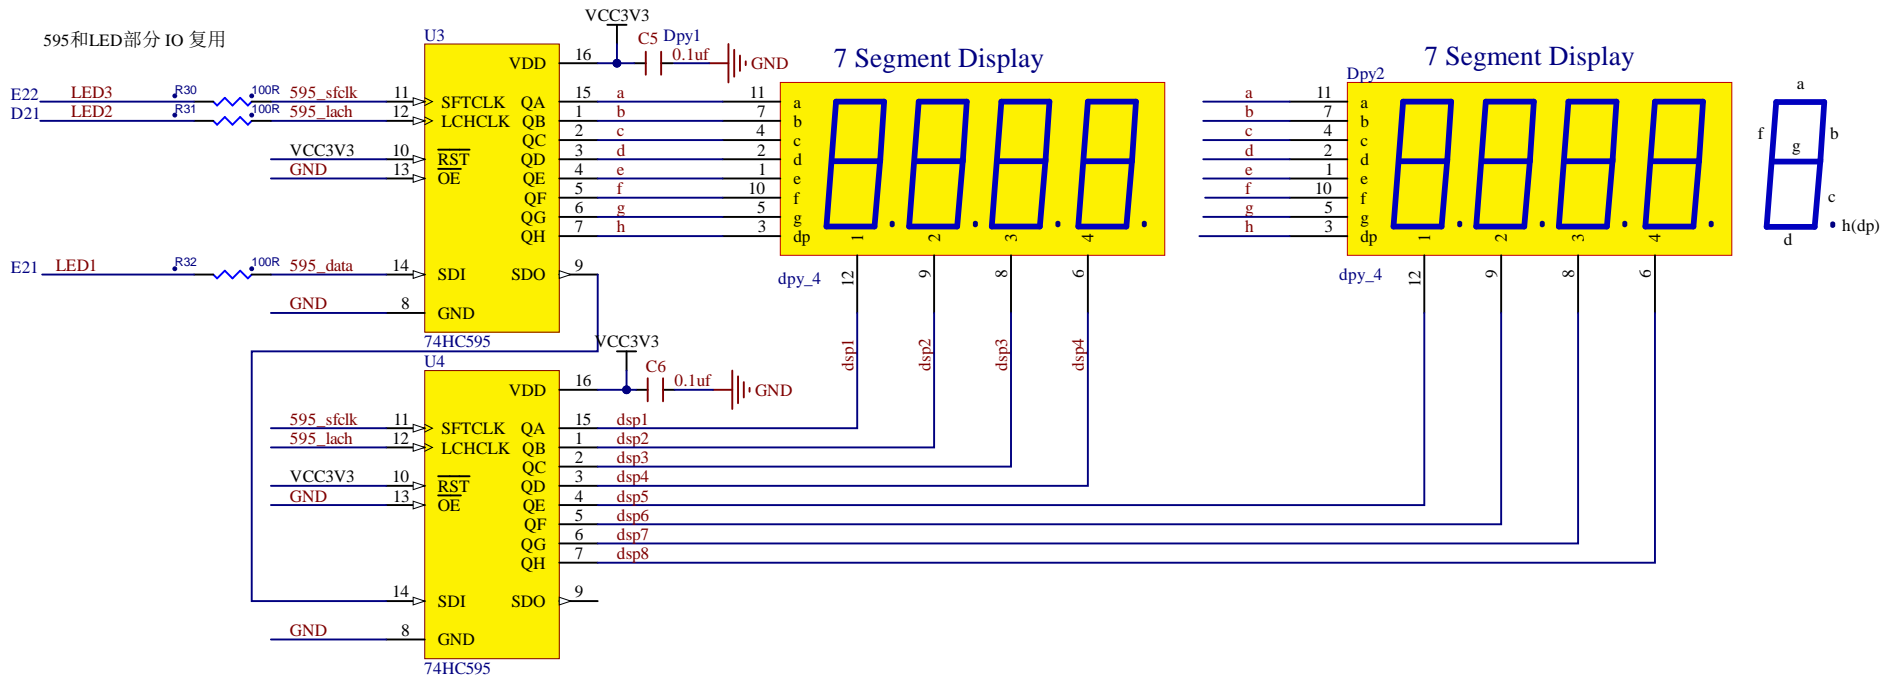 595和LED部分 IO 复用
U3
VCC3V3
C5
Dpy1
0.1uf
GND
7 Segment Display
7 Segment Display
VDD
16
E22
LED3
R30
100R
595_sfclk
11
SFTCLK
QA
15
a
11
a
D21
LED2
R31
100R
595_lach
12
LCHCLK
QB
1
b
7
b
QC
2
c
4
c
VCC3V3
10
RST
QD
3
d
2
d
GND
13
OE
QE
4
e
1
e
QF
5
f
10
f
QG
6
g
5
g
QH
7
h
3
dp
1
2
3
4
E21
LED1
R32
100R
595_data
14
SDI
SDO
9
GND
8
GND
74HC595
dpy_4
12
9
8
6
dsp1
dsp2
dsp3
dsp4
Dpy2
a
11
a
b
7
b
c
4
c
d
2
d
e
1
e
f
10
f
g
5
g
h
3
dp
1
2
3
4
dpy_4
12
9
8
6
a
f
b
g
c
d
h(dp)
U4
VCC3V3
C6
0.1uf
GND
VDD
16
595_sfclk
11
SFTCLK
QA
15
dsp1
595_lach
12
LCHCLK
QB
1
dsp2
QC
2
dsp3
VCC3V3
10
RST
QD
3
dsp4
GND
13
OE
QE
4
dsp5
QF
5
dsp6
QG
6
dsp7
QH
7
dsp8
14
SDI
SDO
9
GND
8
GND
74HC595